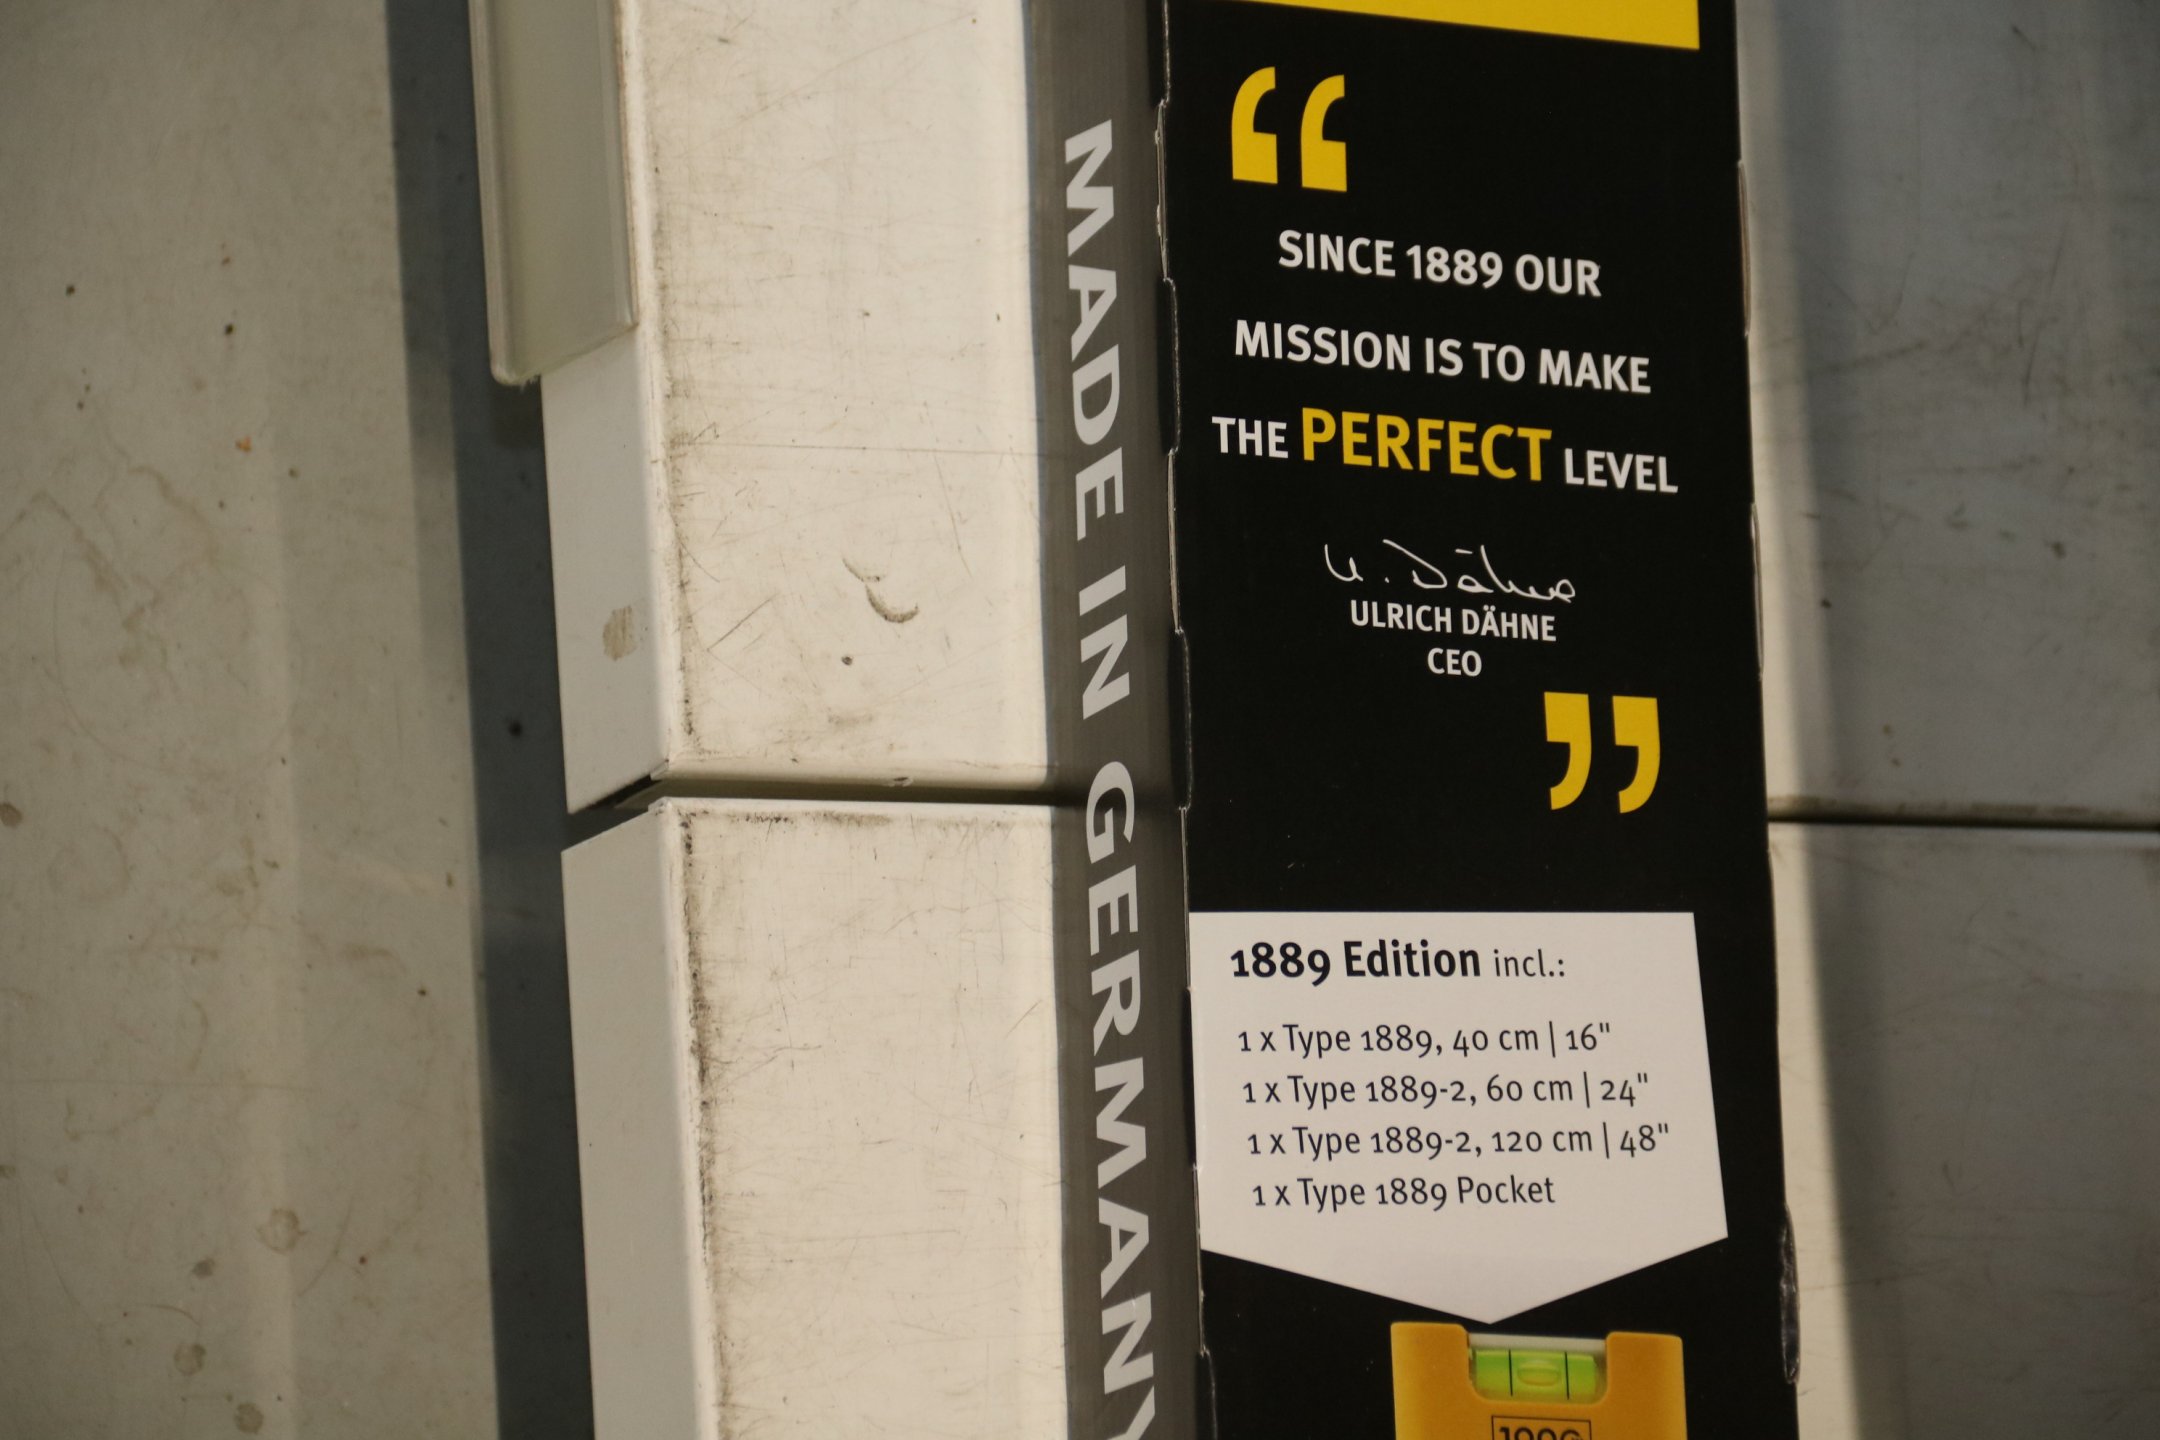 MADE IN GERMANY
“
SINCE 1889 OUR
MISSION IS TO MAKE
THE PERFECT LEVEL
U. Dähne
ULRICH DÄHNE
CEO
”
1889 Edition incl.:
1 x Type 1889, 40 cm | 16"
1 x Type 1889-2, 60 cm | 24"
1 x Type 1889-2, 120 cm | 48"
1 x Type 1889 Pocket